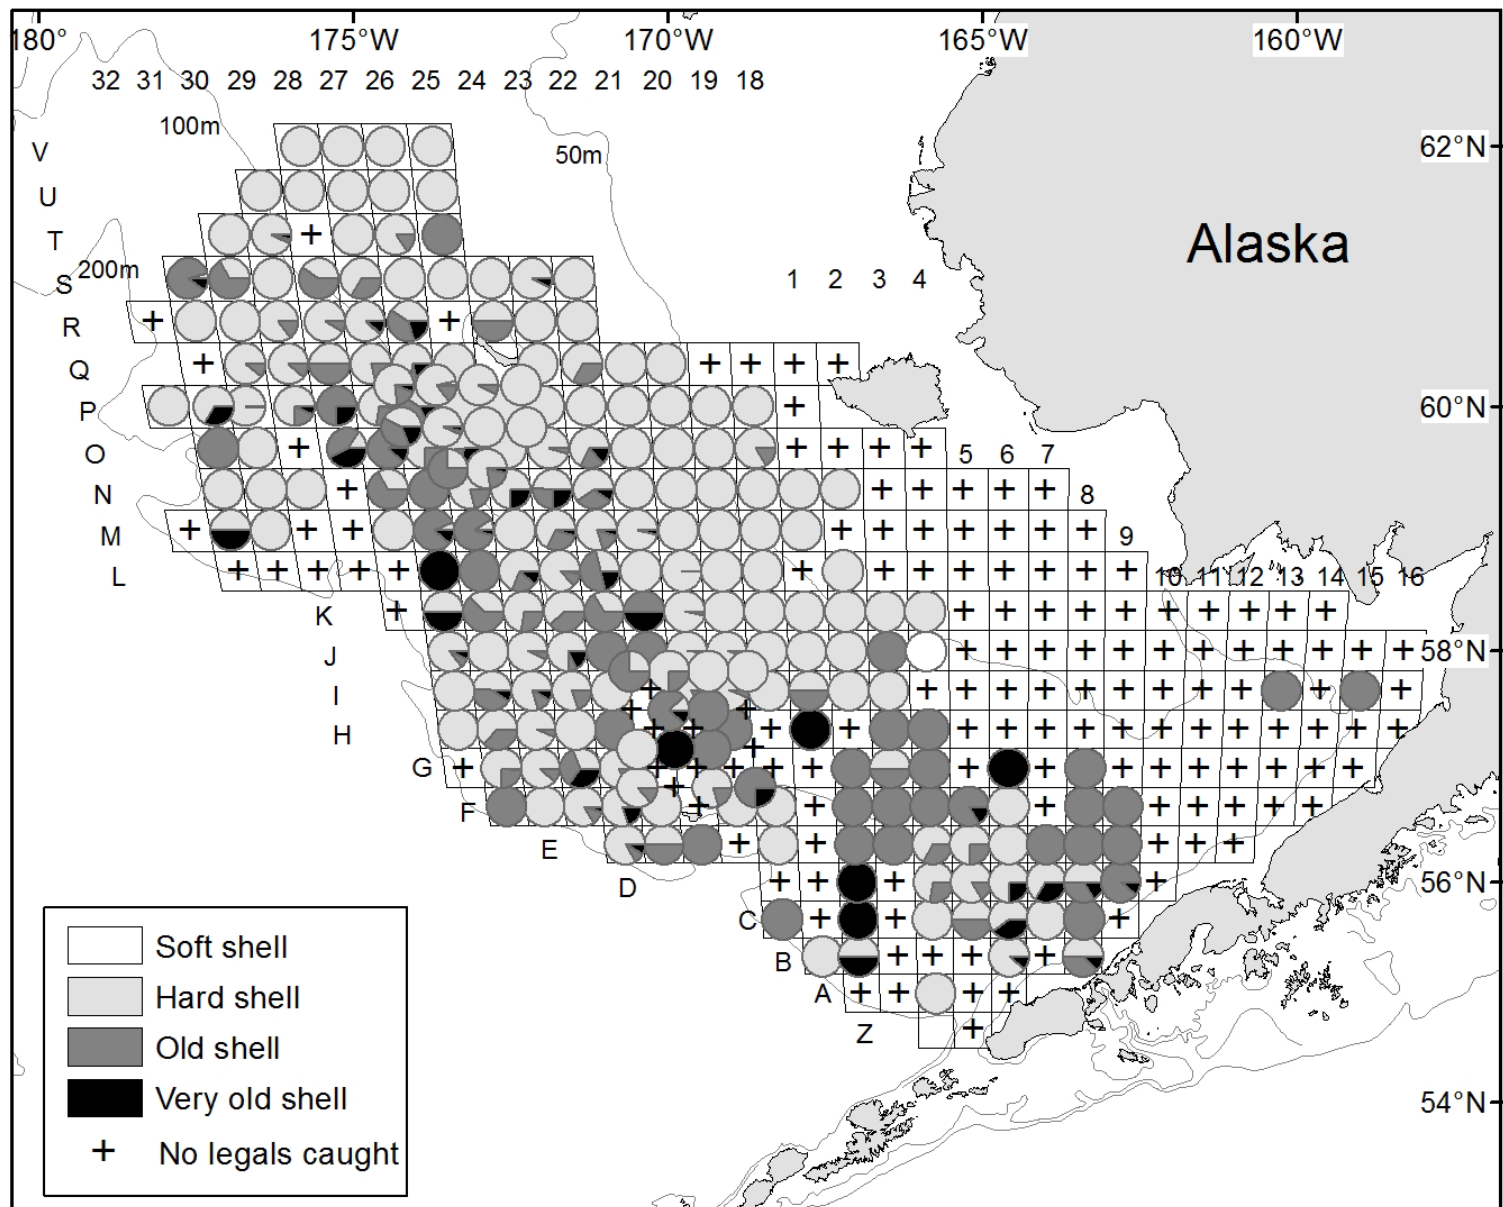 180° 175°W 170°W 165°W 160°W
32 31 30 29 28 27 26 25 24 23 22 21 20 19 18
100m
50m
V
62°N
U
T
Alaska
200m
S
1 2 3 4
R
Q
P
60°N
O
5 6 7
N
8
M
9
L
10 11 12 13 14 15 16
K
J
58°N
I
H
G
F
E
D
56°N
C
B
A
Z
54°N
Soft shell
Hard shell
Old shell
Very old shell
+ No legals caught